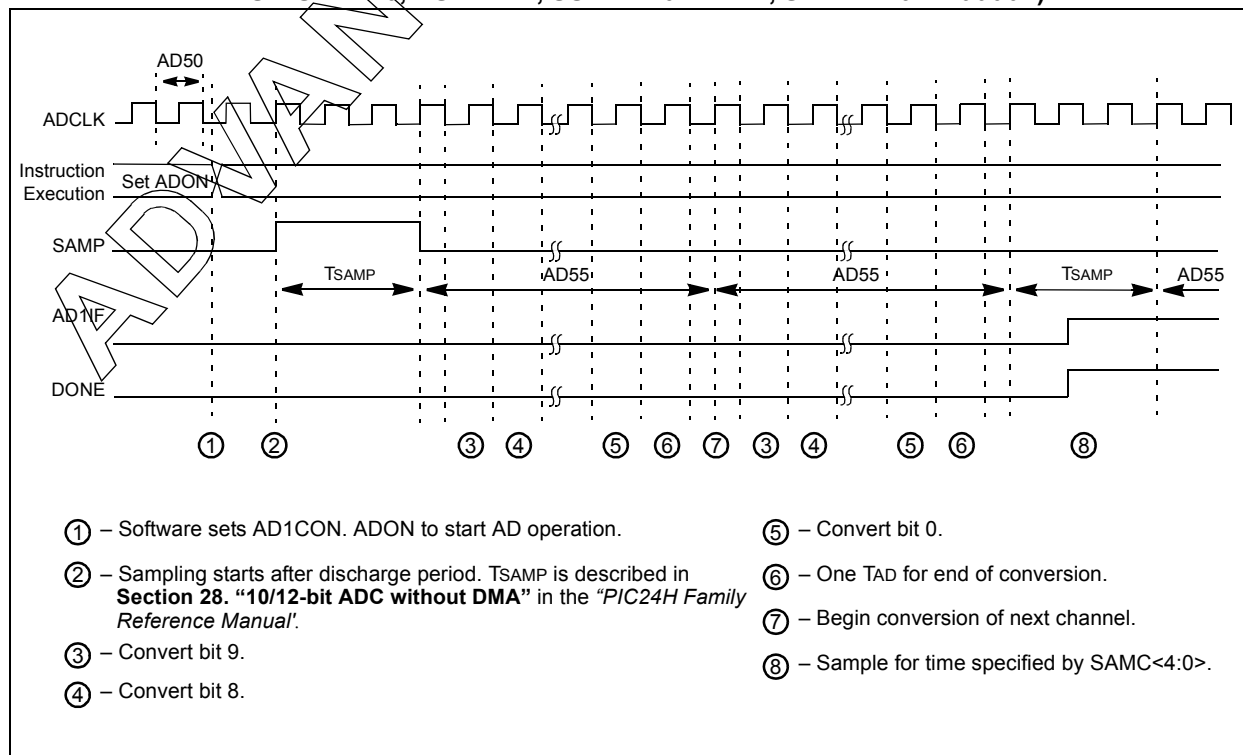 AD50
ADCLK
Instruction
Execution
Set ADON
SAMP
TSAMP AD55 AD55 TSAMP AD55
AD1IF
DONE
① ② ③ ④ ⑤ ⑥ ⑦ ③ ④ ⑤ ⑥ ⑧
① – Software sets AD1CON. ADON to start AD operation.
② – Sampling starts after discharge period. TSAMP is described in
Section 28. “10/12-bit ADC without DMA” in the “PIC24H Family
Reference Manual'.
③ – Convert bit 9.
④ – Convert bit 8.
⑤ – Convert bit 0.
⑥ – One TAD for end of conversion.
⑦ – Begin conversion of next channel.
⑧ – Sample for time specified by SAMC<4:0>.
ADVAN